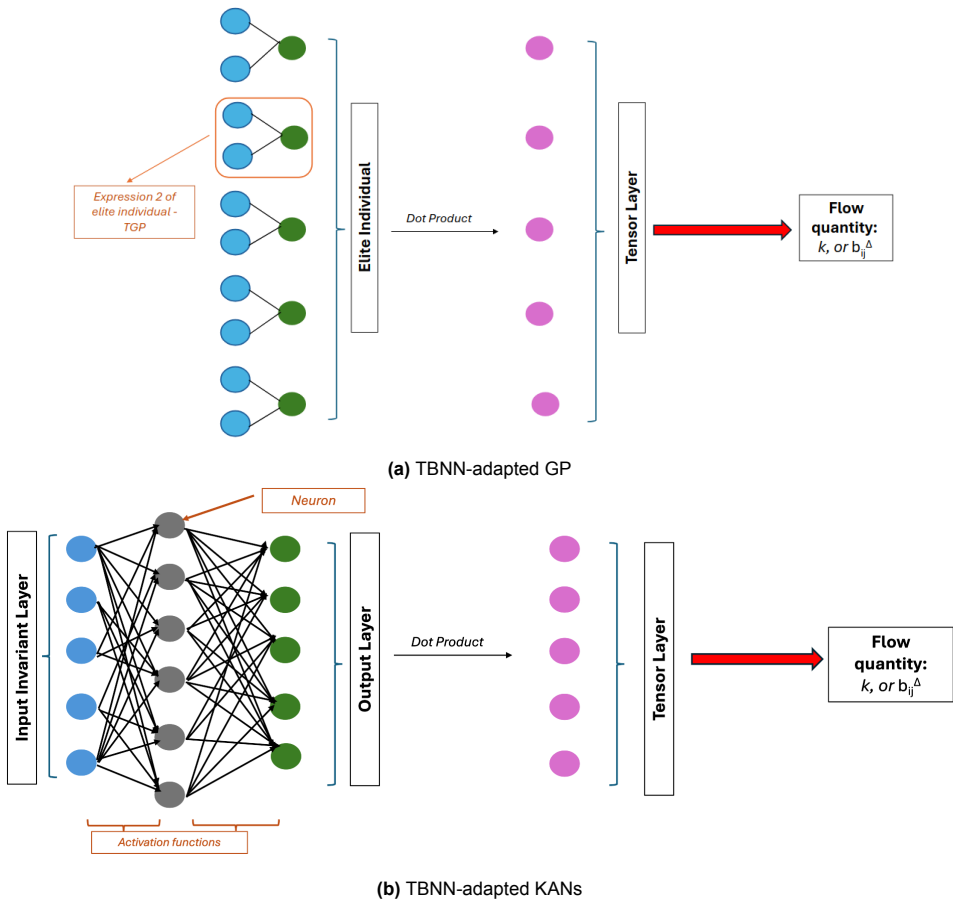 Expression 2 of
elite individual -
TGP
Elite Individual
Dot Product
Tensor Layer
Flow
quantity:
k, or b_ij^Δ
(a) TBNN-adapted GP
Neuron
Input Invariant Layer
Output Layer
Dot Product
Tensor Layer
Flow
quantity:
k, or b_ij^Δ
Activation functions
(b) TBNN-adapted KANs